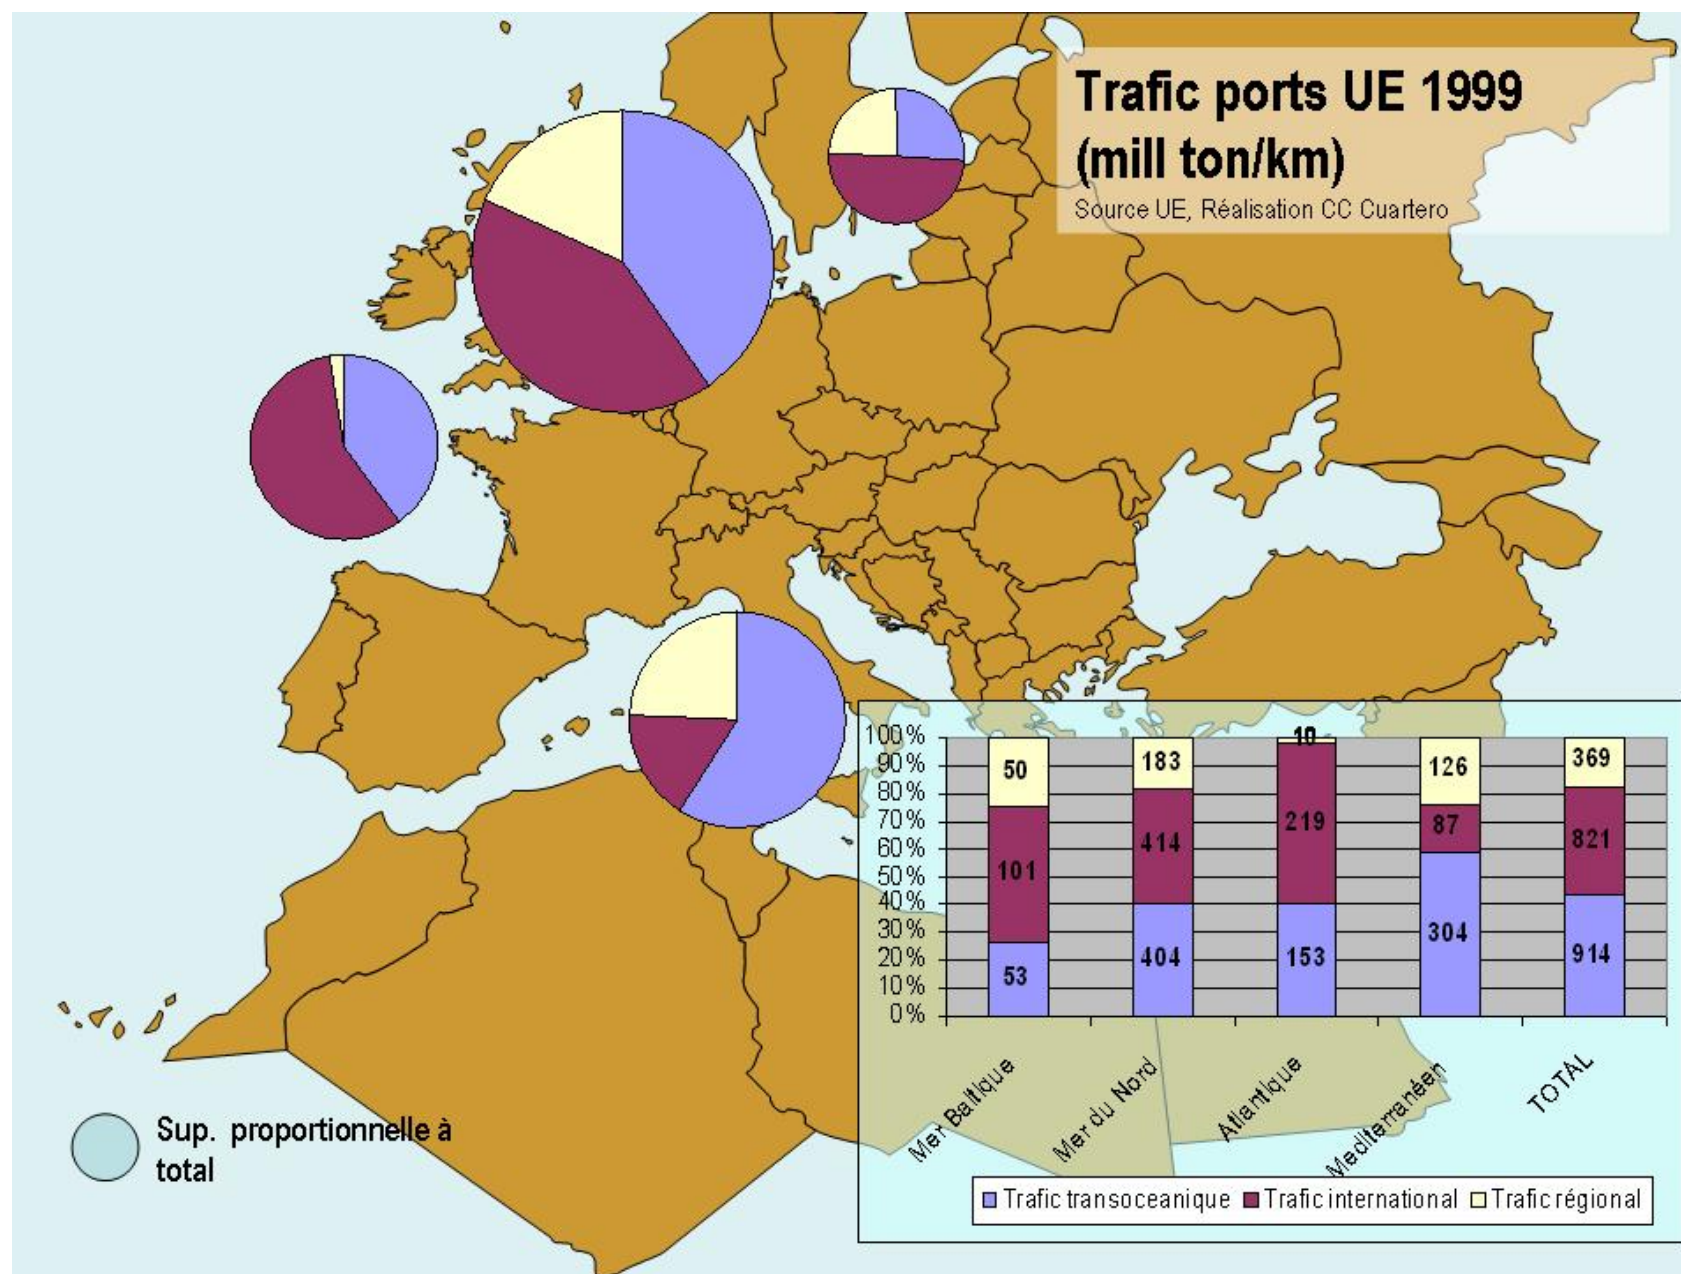 Trafic ports UE 1999
(mill ton/km)
Source UE, Réalisation CC Cuartero
100%
90%
80%
70%
60%
50%
40%
30%
20%
10%
0%
50
101
53
183
414
404
10
219
153
126
87
304
369
821
914
Mer Baltique
Mer du Nord
Atlantique
Mediterranéen
TOTAL
Trafic transoceanique
Trafic international
Trafic régional
Sup. proportionnelle à
total